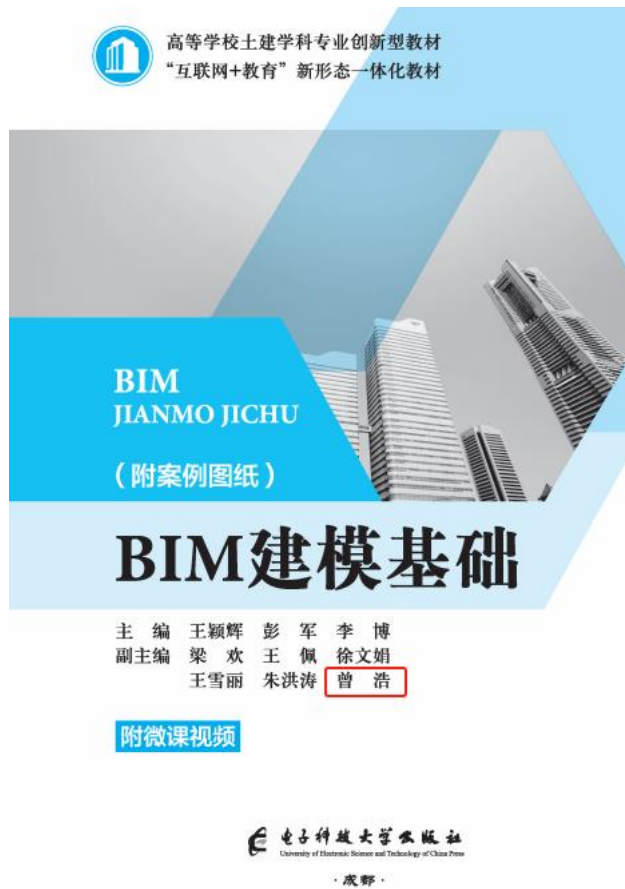 高等学校土建学科专业创新型教材
“互联网+教育”新形态一体化教材
BIM
JIANMO JICHU
（附案例图纸）
BIM建模基础
主 编 王颖辉 彭 军 李 博
副主编 梁 欢 王 佩 徐文娟
王雪丽 朱洪涛 曾 浩
附微课视频
电子科技大学出版社
University of Electronic Science and Technology of China Press
·成都·